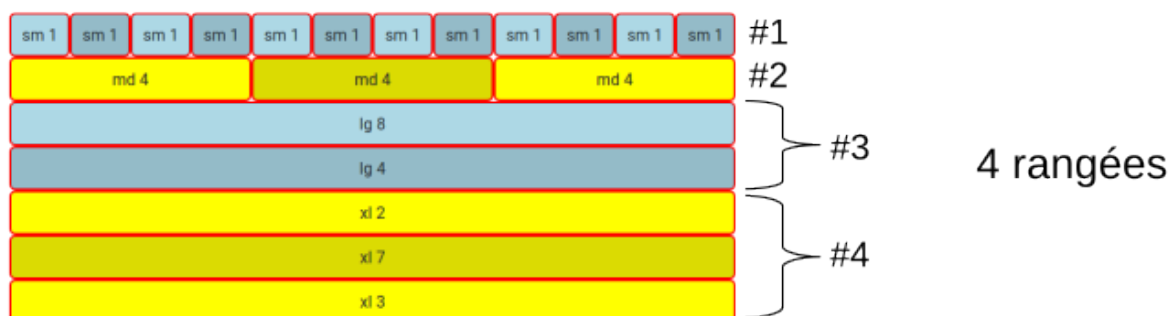 sm 1 sm 1 sm 1 sm 1 sm 1 sm 1 sm 1 sm 1 sm 1 sm 1 sm 1 sm 1 #1
md 4 md 4 md 4 #2
lg 8
#3
lg 4
4 rangées
xl 2
xl 7
#4
xl 3